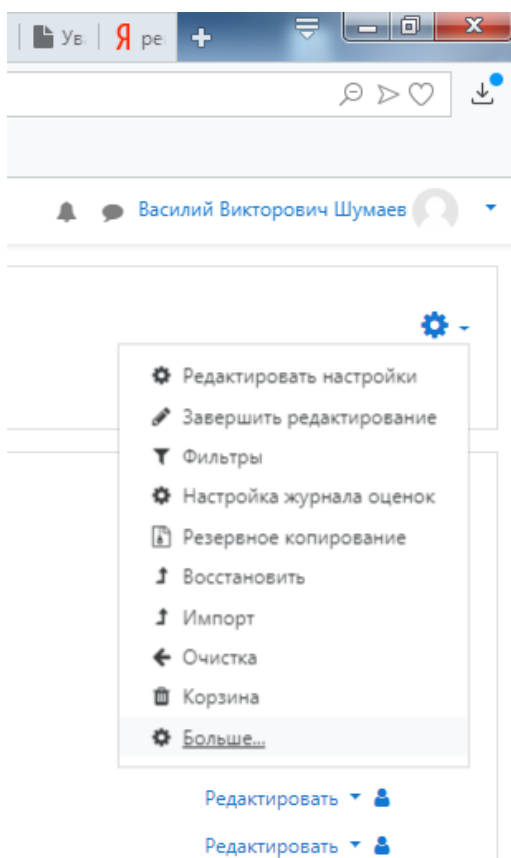 Ув
Я ре
Василий Викторович Шумаев
Редактировать настройки
Завершить редактирование
Фильтры
Настройка журнала оценок
Резервное копирование
Восстановить
Импорт
Очистка
Корзина
Больше...
Редактировать
Редактировать